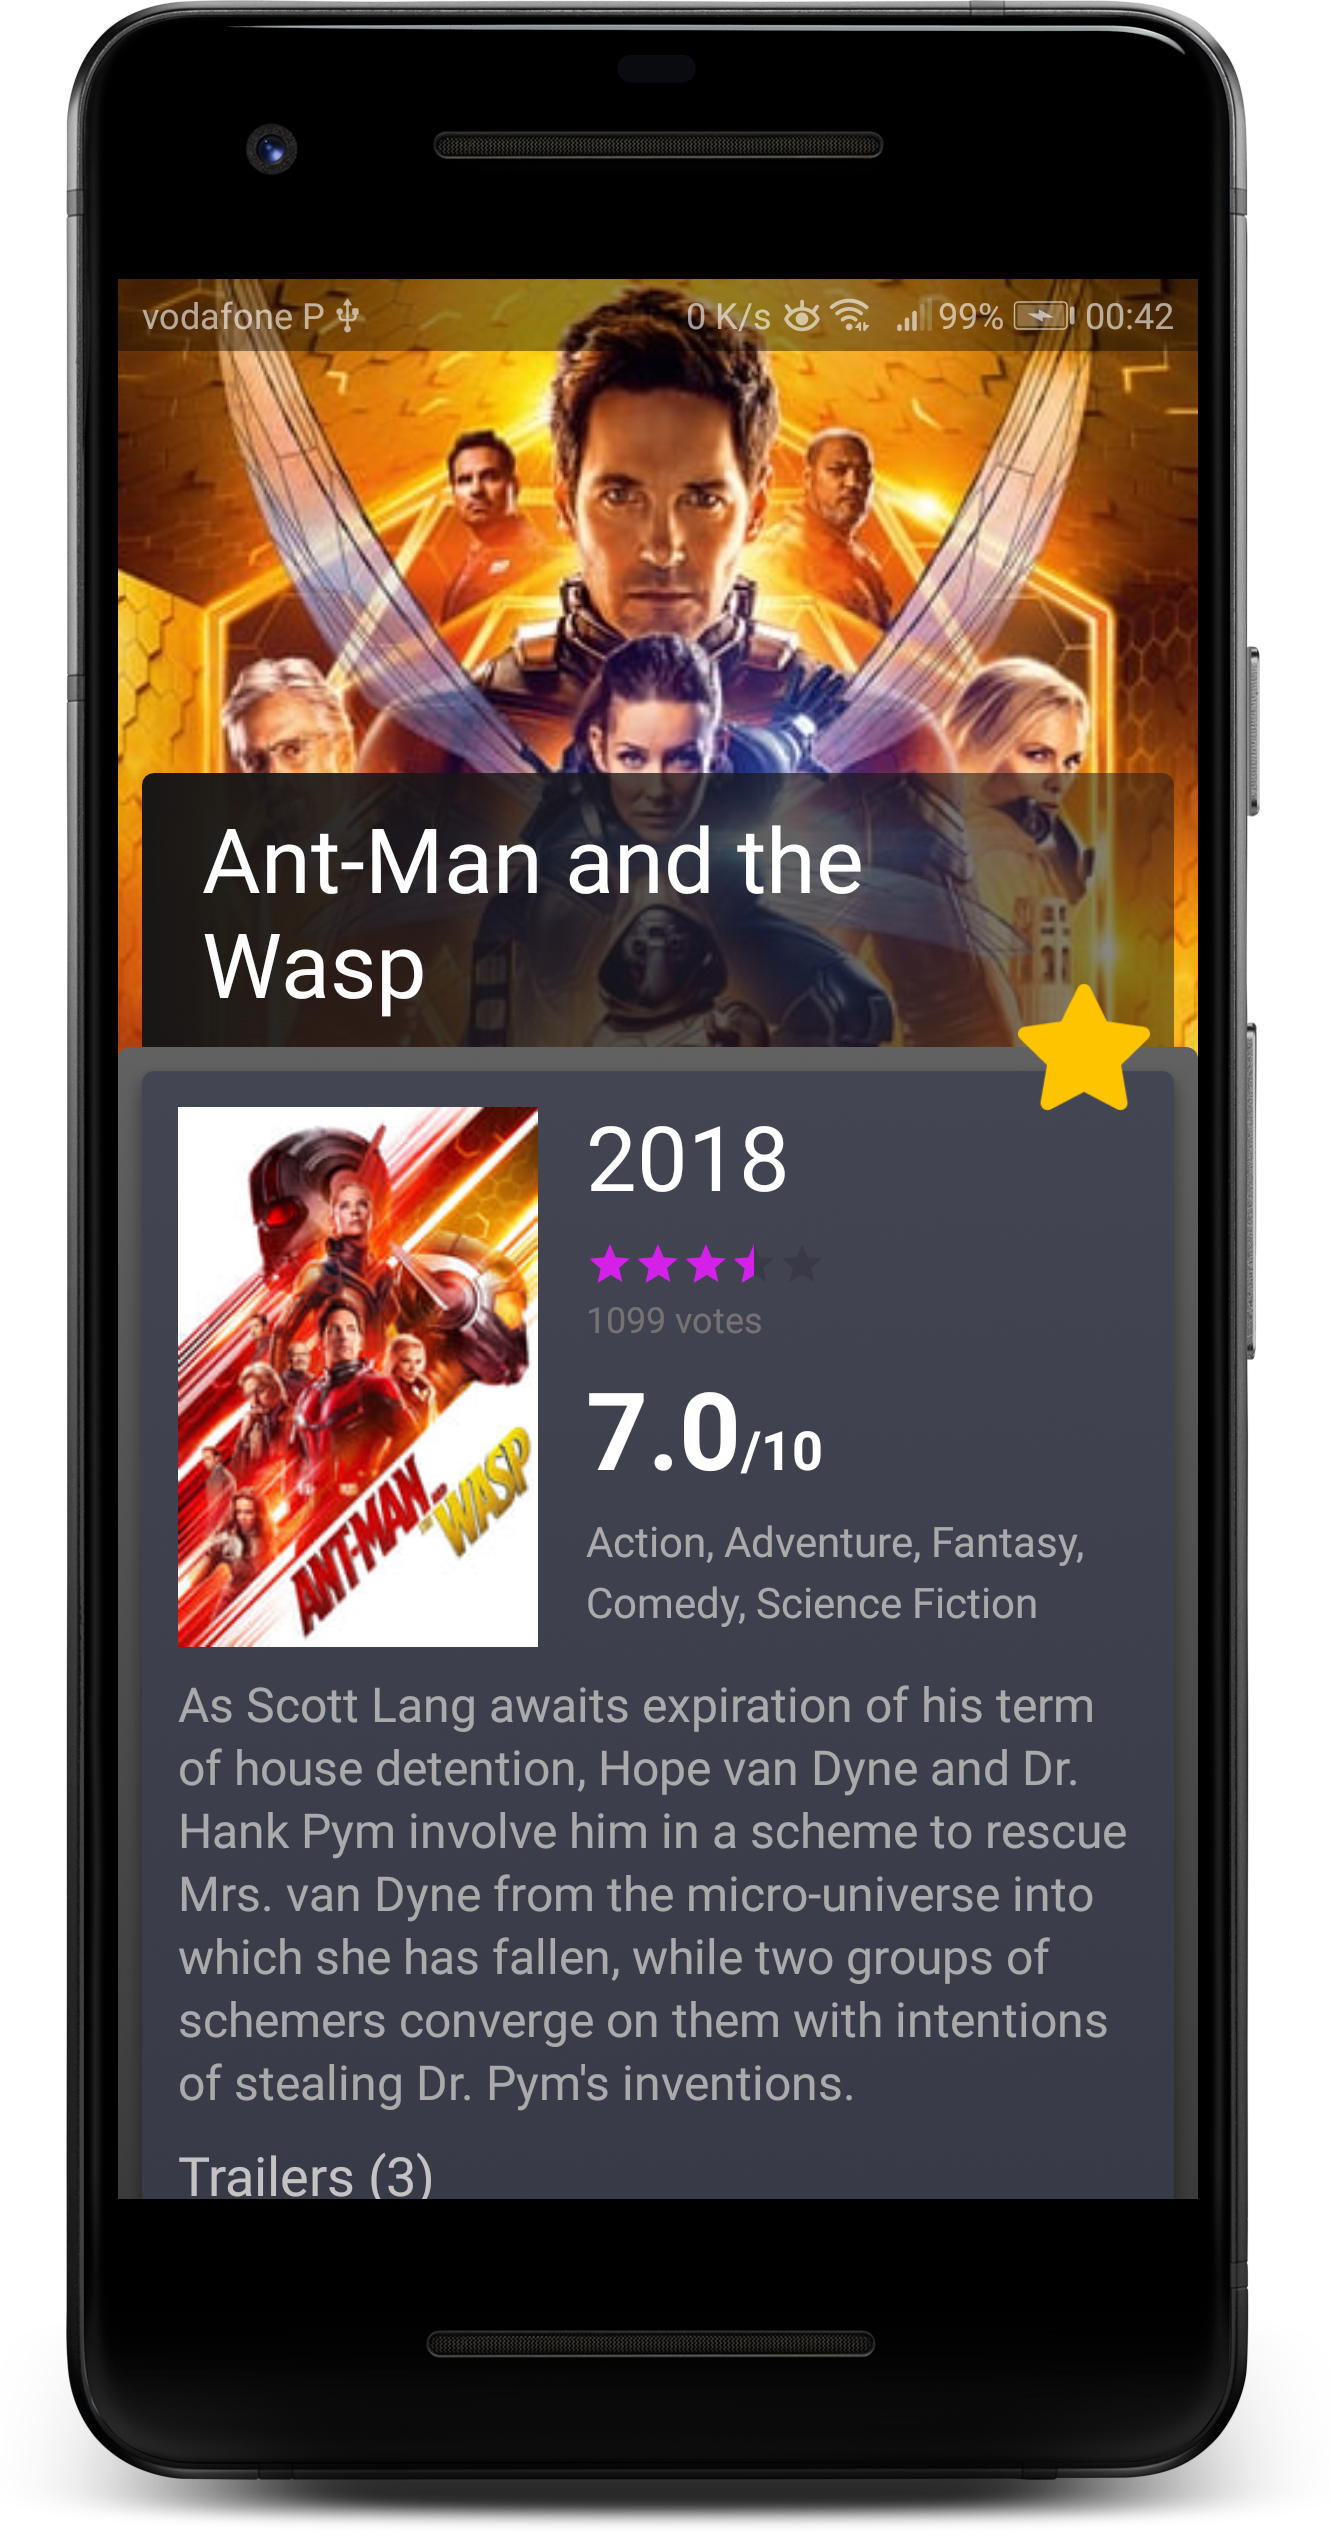 vodafone P 0 K/s 99% 00:42
Ant-Man and the
Wasp
2018
1099 votes
7.0/10
Action, Adventure, Fantasy,
Comedy, Science Fiction
ANT-MAN
WASP
As Scott Lang awaits expiration of his term
of house detention, Hope van Dyne and Dr.
Hank Pym involve him in a scheme to rescue
Mrs. van Dyne from the micro-universe into
which she has fallen, while two groups of
schemers converge on them with intentions
of stealing Dr. Pym's inventions.
Trailers (3)